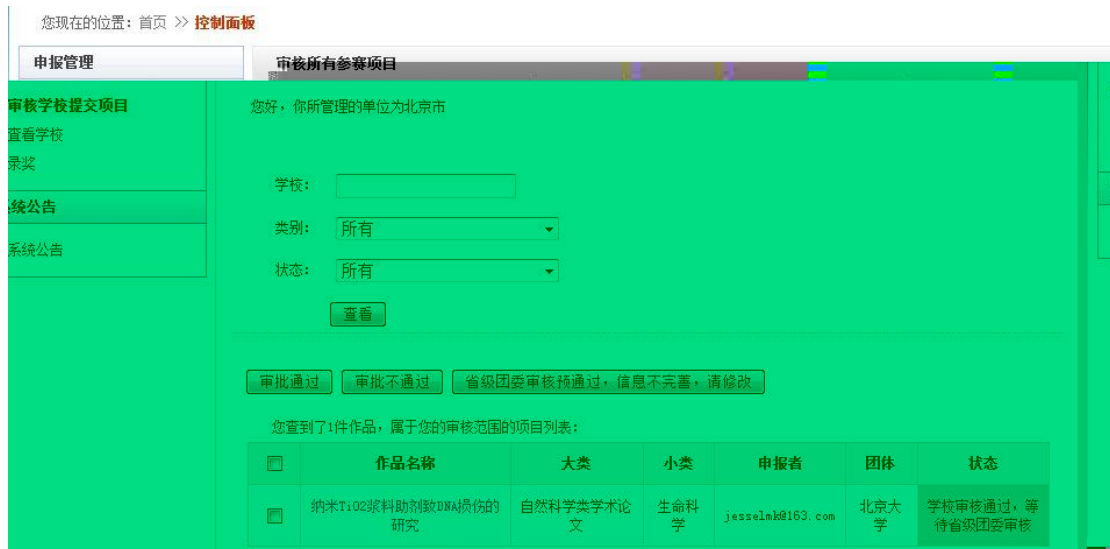 您现在的位置：首页 >> 控制面板
申报管理
审核所有参赛项目
审核学校提交项目
查看学校
录奖
系统公告
系统公告
您好，你所管理的单位为北京市
学校：
类别： 所有
状态： 所有
查看
审批通过 审批不通过 省级团委审核预通过，信息不完善，请修改
您查到了1件作品，属于您的审核范围的项目列表：
作品名称 大类 小类 申报者 团体 状态
纳米TiO2浆料助剂致DNA损伤的研究 自然科学类学术论文 生命科学 jesselmk@163.com 北京大学 学校审核通过，等待省级团委审核